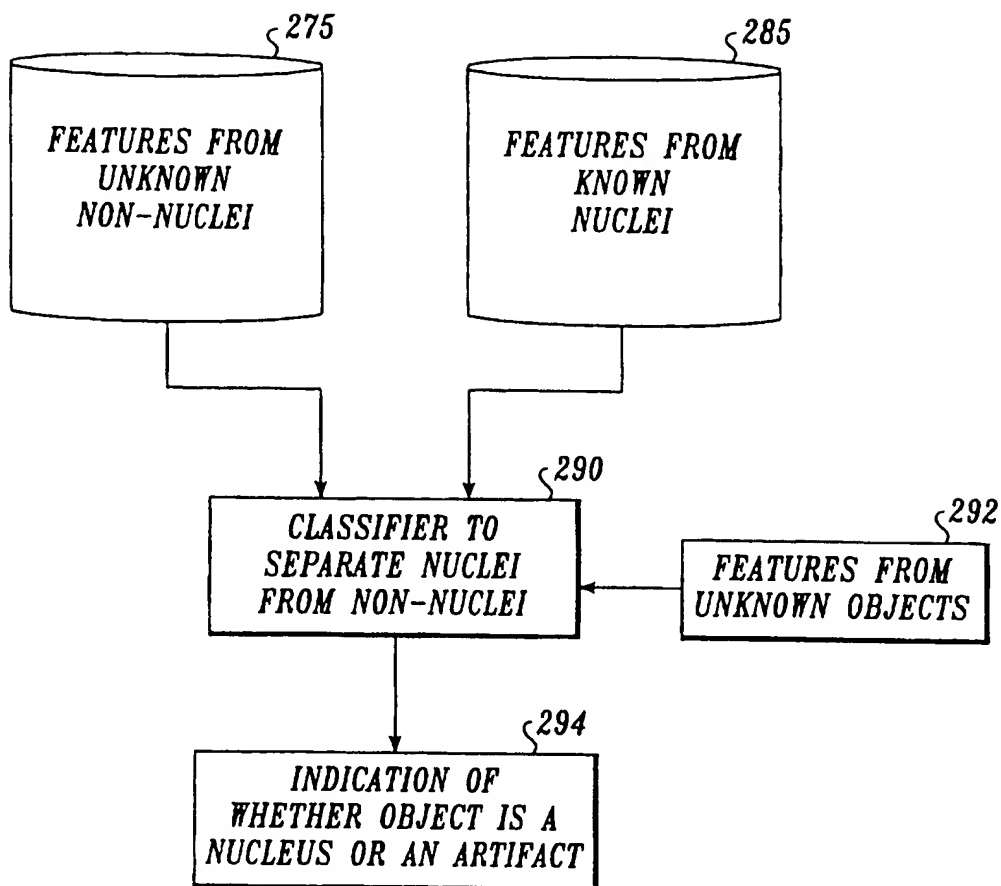 275
FEATURES FROM
UNKNOWN
NON-NUCLEI
285
FEATURES FROM
KNOWN
NUCLEI
290
CLASSIFIER TO
SEPARATE NUCLEI
FROM NON-NUCLEI
292
FEATURES FROM
UNKNOWN OBJECTS
294
INDICATION OF
WHETHER OBJECT IS A
NUCLEUS OR AN ARTIFACT